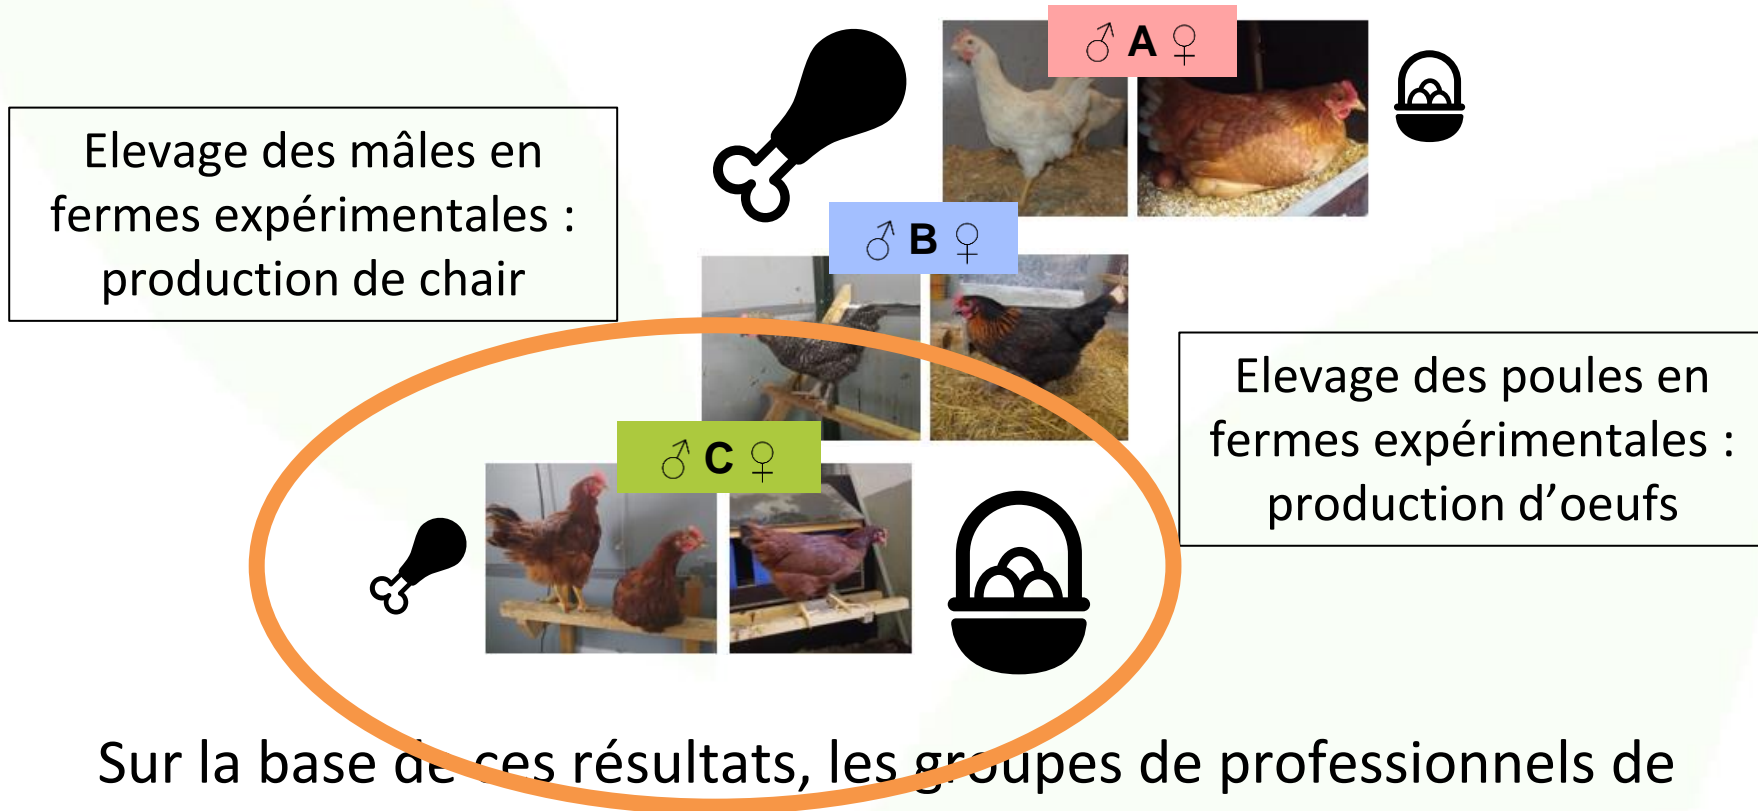 ♂ A ♀
Elevage des mâles en
fermes expérimentales :
production de chair
♂ B ♀
Elevage des poules en
fermes expérimentales :
production d’oeufs
♂ C ♀
Sur la base de ces résultats, les groupes de professionnels de